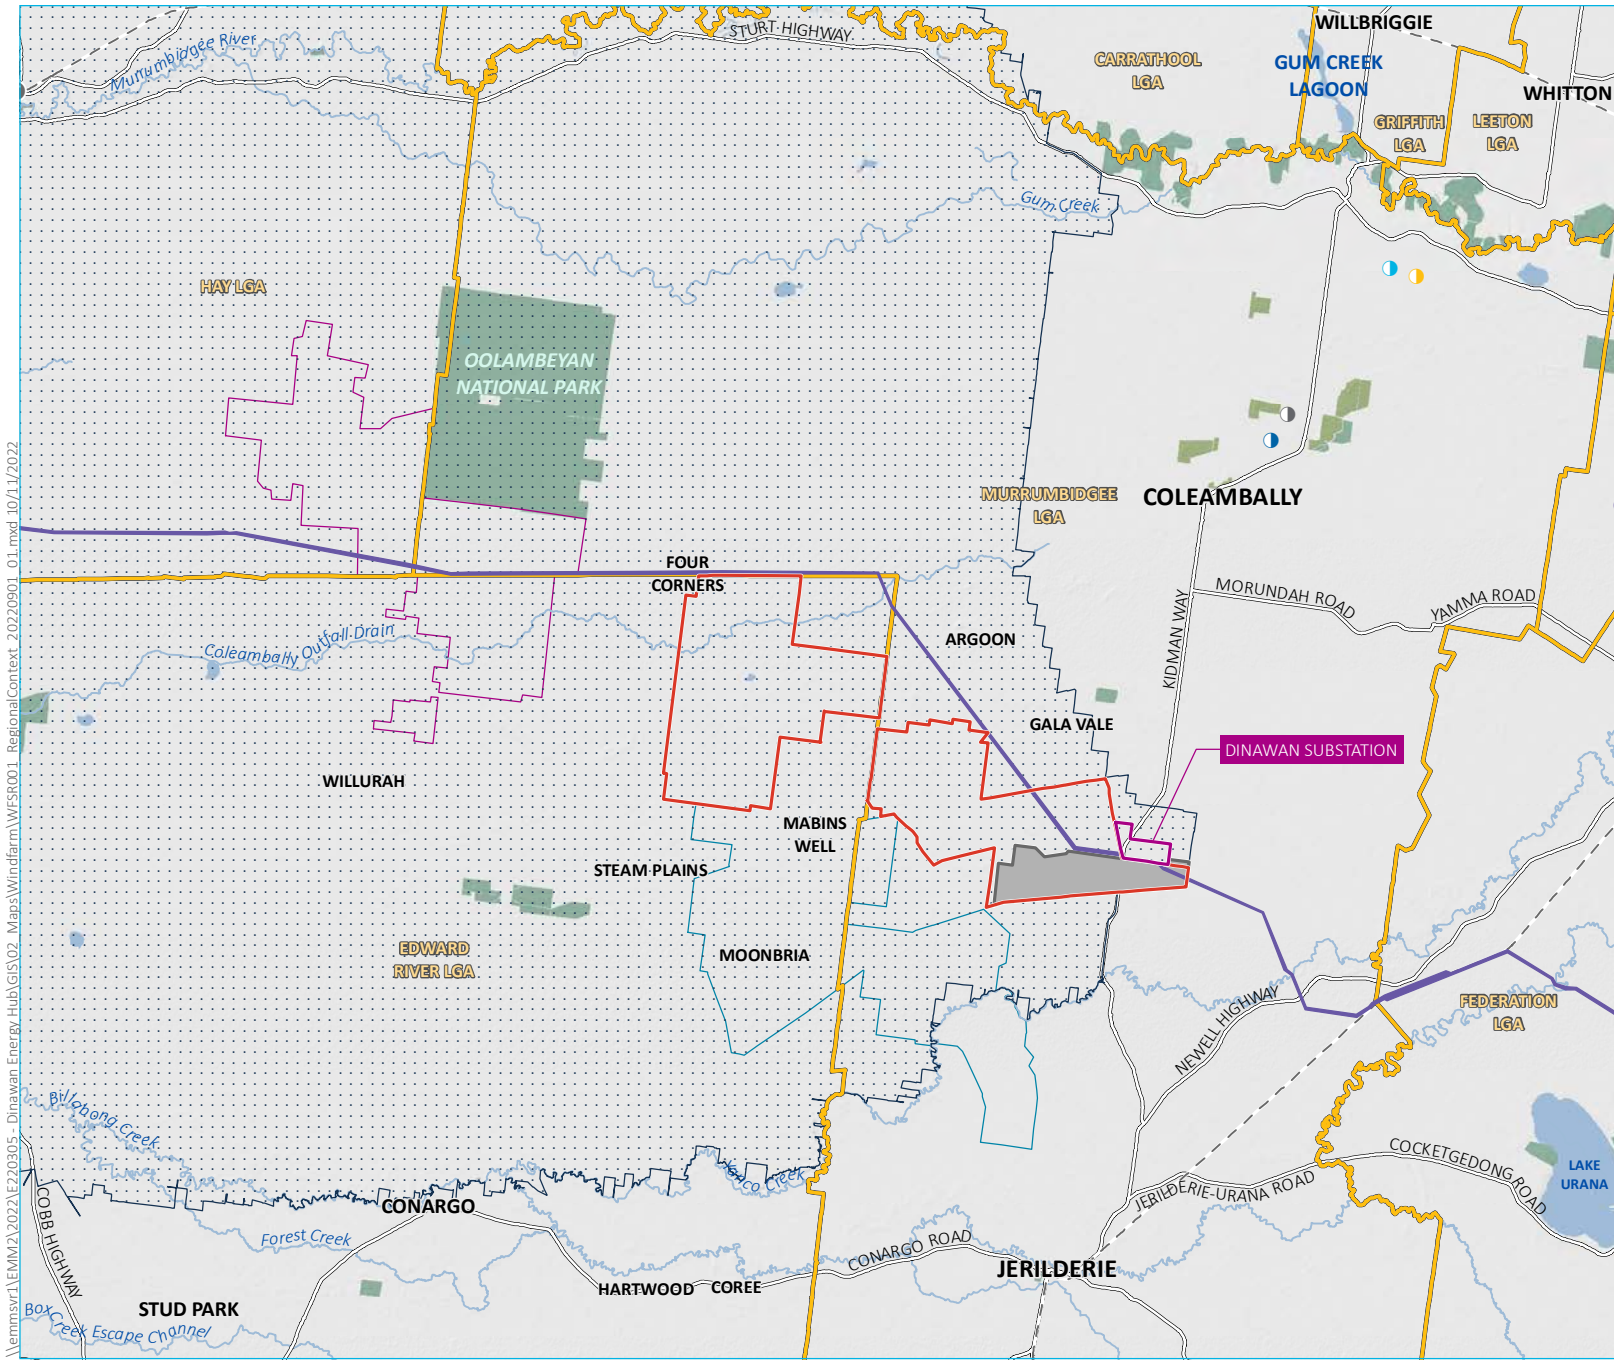 WILLBRIGGIE
STURT HIGHWAY
Murrumbidgee River
CARRATHOOL
LGA
GUM CREEK
LAGOON
WHITTON
GRIFFITH
LGA
LEETON
LGA
Gum Creek
HAY LGA
OOLAMBEYAN
NATIONAL PARK
MURRUMBIDGEE
LGA
COLEAMBALLY
FOUR
CORNERS
MORUNDAH ROAD
YAMMA ROAD
KIDMAN WAY
ARGOON
Coleambally Outfall Drain
GALA VALE
DINAWAN SUBSTATION
WILLURAH
MABINS
WELL
STEAM PLAINS
EDWARD
RIVER LGA
MOONBRIA
NEWELL HIGHWAY
FEDERATION
LGA
Billabong Creek
Yanco Creek
COCKETGEDONG ROAD
LAKE
URANA
JERILDERIE-URANA ROAD
COBB HIGHWAY
CONARGO
Forest Creek
CONARGO ROAD
JERILDERIE
HARTWOOD
COREE
STUD PARK
Box
Creek Escape Channel
\\emmsvr1\EMM2\2022\E220305 - Dinawan Energy Hub\GIS\02_Maps\Windfarm\WFSR001_RegionalContext_20220901_01.mxd 10/11/2022